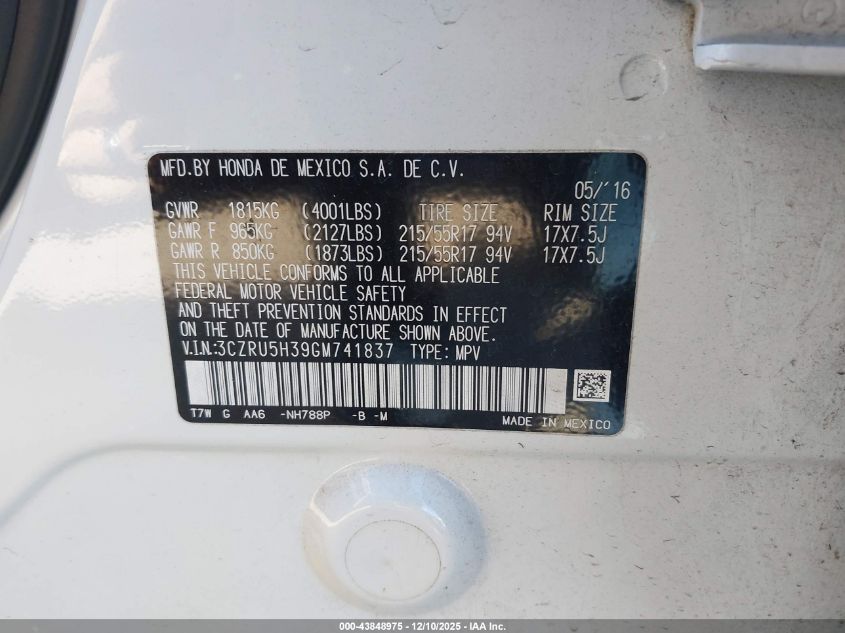 MFD.BY HONDA DE MEXICO S.A. DE C.V.
05/'16
GVWR 1815KG (4001LBS) TIRE SIZE RIM SIZE
GAWR F 965KG (2127LBS) 215/55R17 94V 17X7.5J
GAWR R 850KG (1873LBS) 215/55R17 94V 17X7.5J
THIS VEHICLE CONFORMS TO ALL APPLICABLE
FEDERAL MOTOR VEHICLE SAFETY
AND THEFT PREVENTION STANDARDS IN EFFECT
ON THE DATE OF MANUFACTURE SHOWN ABOVE.
V.I.N:3CZRU5H39GM741837 TYPE: MPV
T7W G AA6 -NH788P -B -M
MADE IN MEXICO
000-43848975 - 12/10/2025 - IAA Inc.